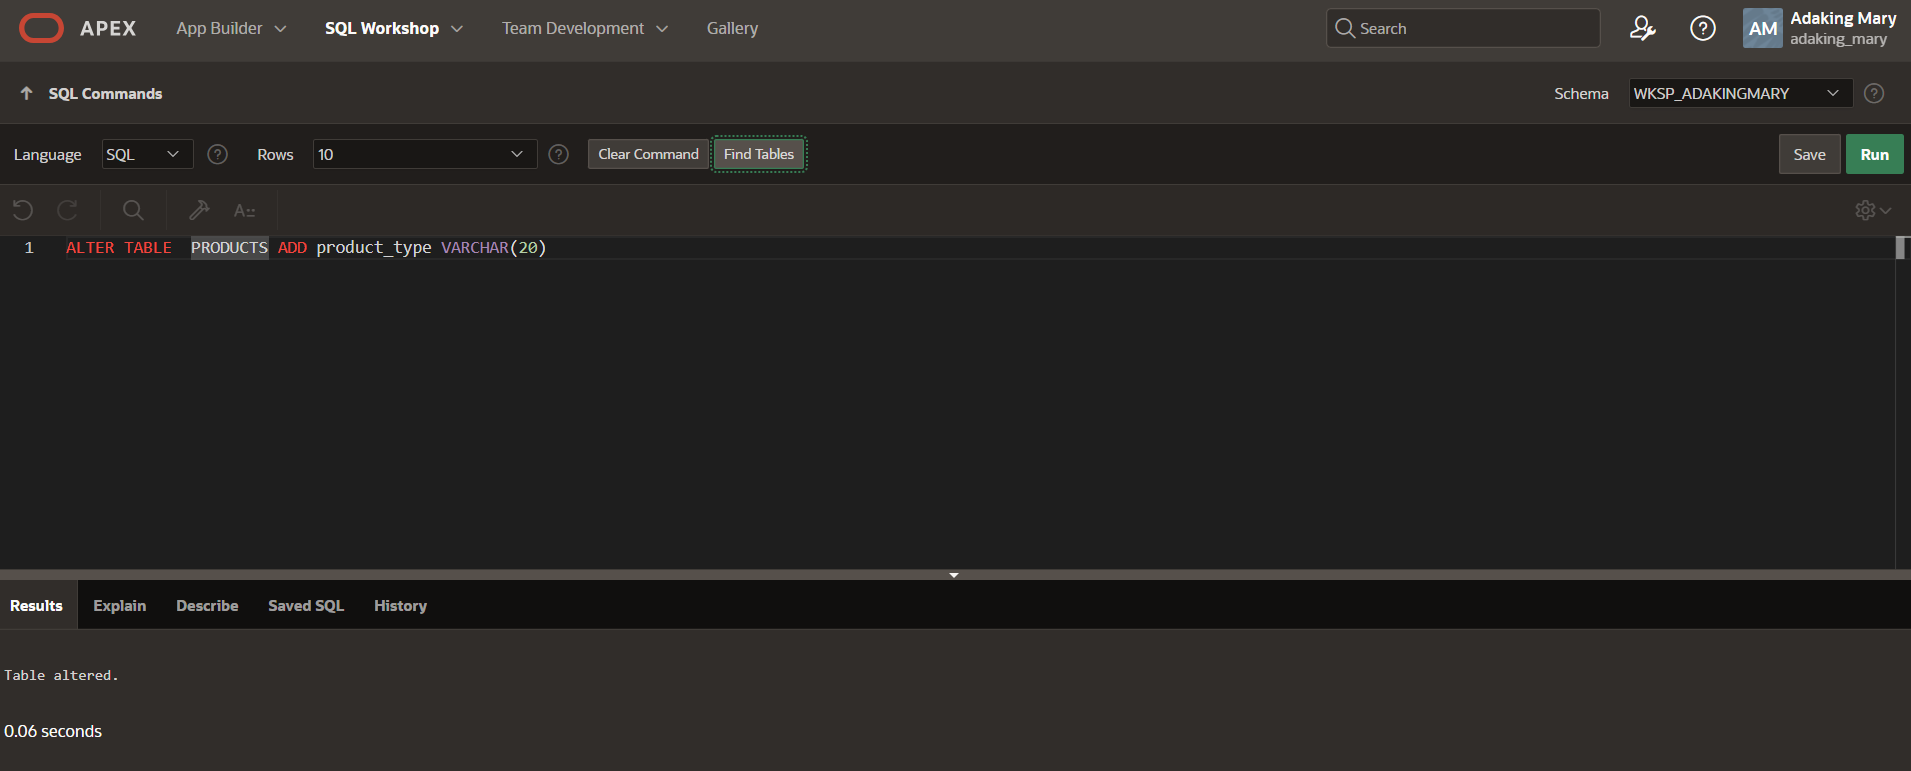 APEX App Builder SQL Workshop Team Development Gallery Search ? AM Adaking Mary
adaking_mary
SQL Commands Schema WKSP_ADAKINGMARY ?
Language SQL ? Rows 10 ? Clear Command Find Tables Save Run
A::
1 ALTER TABLE  PRODUCTS ADD product_type VARCHAR(20)
Results Explain Describe Saved SQL History
Table altered.
0.06 seconds